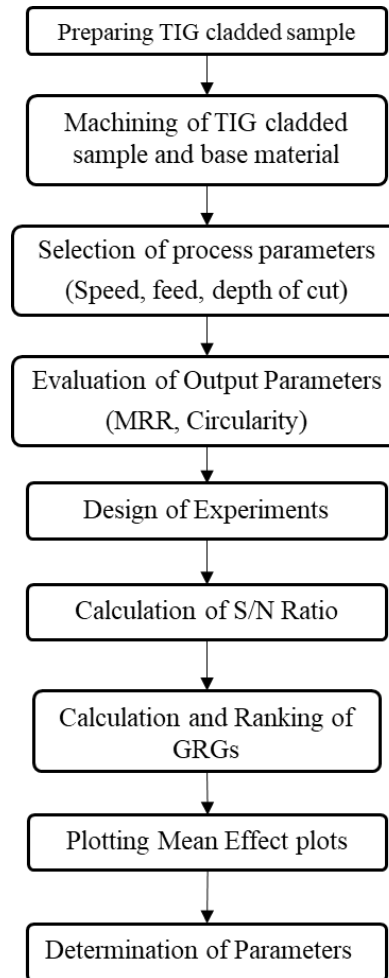 Preparing TIG cladded sample
Machining of TIG cladded
sample and base material
Selection of process parameters
(Speed, feed, depth of cut)
Evaluation of Output Parameters
(MRR, Circularity)
Design of Experiments
Calculation of S/N Ratio
Calculation and Ranking of
GRGs
Plotting Mean Effect plots
Determination of Parameters